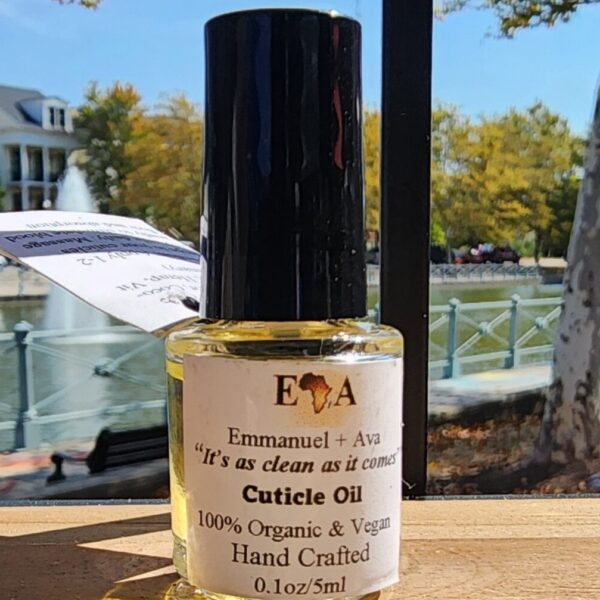 E A
Emmanuel + Ava
"It's as clean as it comes"
Cuticle Oil
100% Organic & Vegan
Hand Crafted
0.1oz/5ml